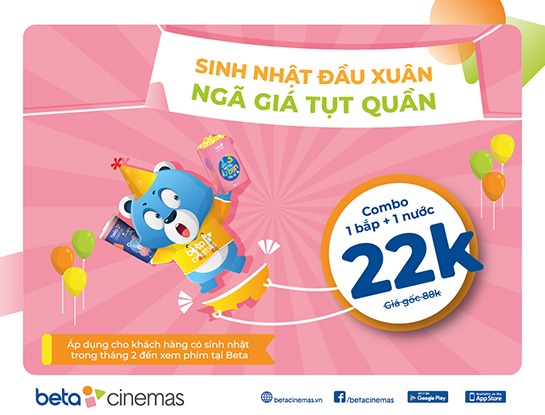 beta cinemas
SINH NHẬT ĐẦU XUÂN
NGÃ GIÁ TỤT QUẦN
Combo
1 bắp + 1 nước
22k
Giá gốc 88k
Áp dụng cho khách hàng có sinh nhật
trong tháng 2 đến xem phim tại Beta
beta cinemas
betacinemas.vn
/betacinemas
Google Play
App Store